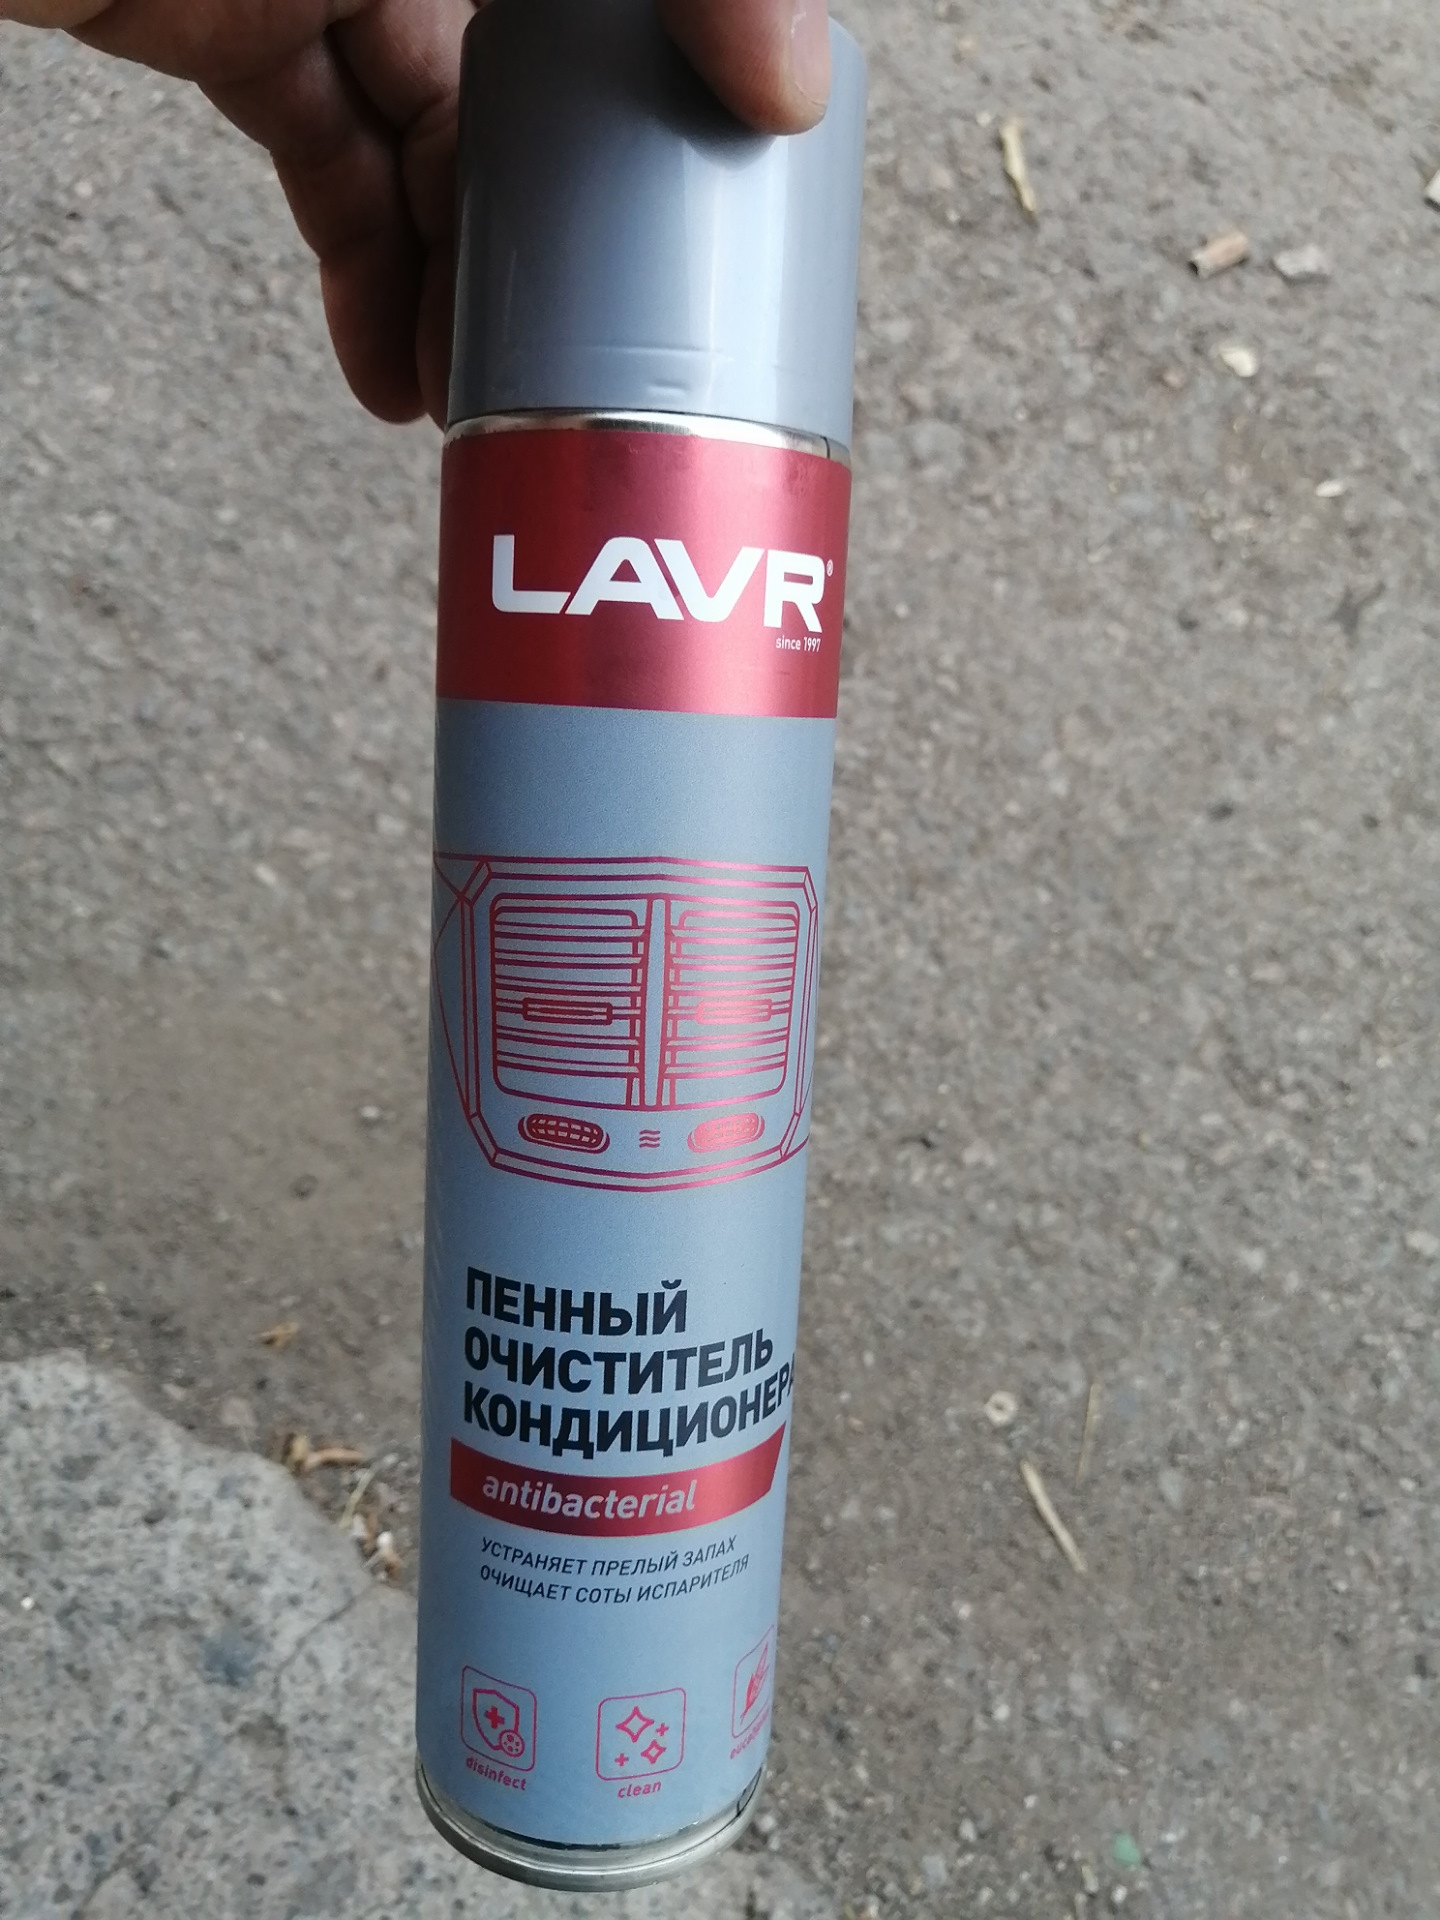 LAVR®
since 1997
ПЕННЫЙ
ОЧИСТИТЕЛЬ
КОНДИЦИОНЕРА
antibacterial
УСТРАНЯЕТ ПРЕЛЫЙ ЗАПАХ
ОЧИЩАЕТ СОТЫ ИСПАРИТЕЛЯ
disinfect
clean